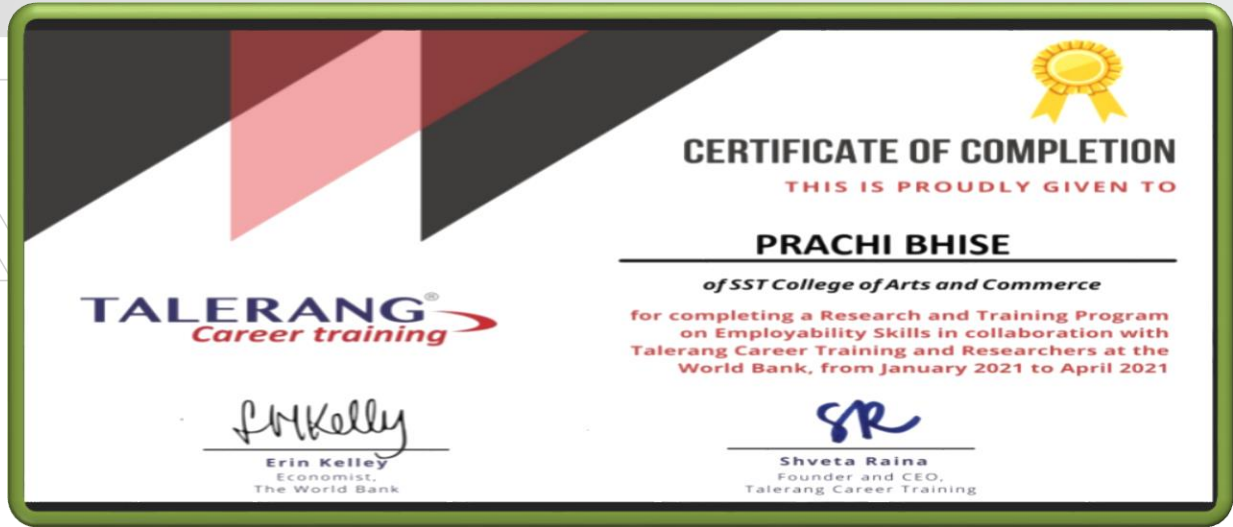 CERTIFICATE OF COMPLETION
THIS IS PROUDLY GIVEN TO
PRACHI BHISE
of SST College of Arts and Commerce
for completing a Research and Training Program
on Employability Skills in collaboration with
Talerang Career Training and Researchers at the
World Bank, from January 2021 to April 2021
TALERANG®
Career training
Erin Kelley
Economist,
The World Bank
SR
Shveta Raina
Founder and CEO,
Talerang Career Training